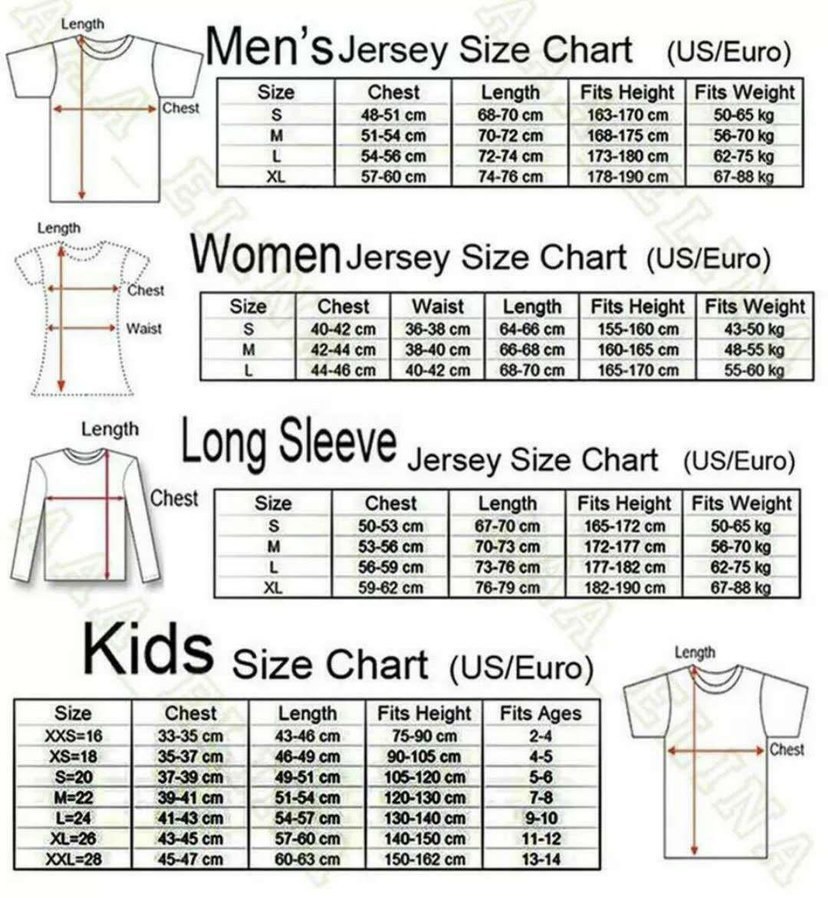 Length
Chest
Men's Jersey Size Chart (US/Euro)
Size Chest Length Fits Height Fits Weight
S 48-51 cm 68-70 cm 163-170 cm 50-65 kg
M 51-54 cm 70-72 cm 168-175 cm 56-70 kg
L 54-56 cm 72-74 cm 173-180 cm 62-75 kg
XL 57-60 cm 74-76 cm 178-190 cm 67-88 kg
Length
Chest
Waist
Women Jersey Size Chart (US/Euro)
Size Chest Waist Length Fits Height Fits Weight
S 40-42 cm 36-38 cm 64-66 cm 155-160 cm 43-50 kg
M 42-44 cm 38-40 cm 66-68 cm 160-165 cm 48-55 kg
L 44-46 cm 40-42 cm 68-70 cm 165-170 cm 55-60 kg
Length
Chest
Long Sleeve Jersey Size Chart (US/Euro)
Size Chest Length Fits Height Fits Weight
S 50-53 cm 67-70 cm 165-172 cm 50-65 kg
M 53-56 cm 70-73 cm 172-177 cm 56-70 kg
L 56-59 cm 73-76 cm 177-182 cm 62-75 kg
XL 59-62 cm 76-79 cm 182-190 cm 67-88 kg
Kids Size Chart (US/Euro)
Size Chest Length Fits Height Fits Ages
XXS=16 33-35 cm 43-46 cm 75-90 cm 2-4
XS=18 35-37 cm 46-49 cm 90-105 cm 4-5
S=20 37-39 cm 49-51 cm 105-120 cm 5-6
M=22 39-41 cm 51-54 cm 120-130 cm 7-8
L=24 41-43 cm 54-57 cm 130-140 cm 9-10
XL=26 43-45 cm 57-60 cm 140-150 cm 11-12
XXL=28 45-47 cm 60-63 cm 150-162 cm 13-14
Length
Chest